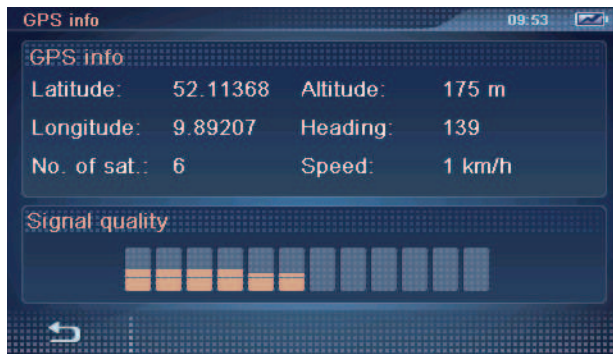 GPS info 09:53
GPS info
Latitude: 52.11368 Altitude: 175 m
Longitude: 9.89207 Heading: 139
No. of sat.: 6 Speed: 1 km/h
Signal quality